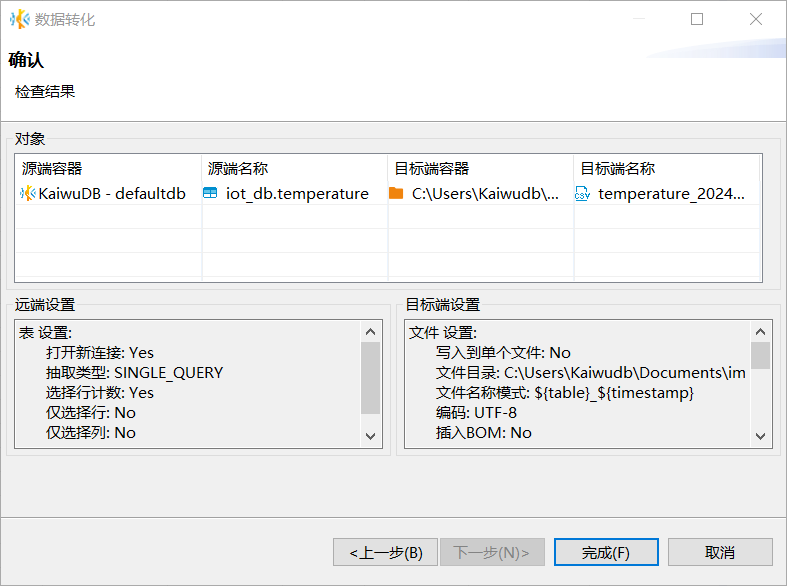 数据转化
确认
检查结果
对象
源端容器 源端名称 目标端容器 目标端名称
KaiwuDB - defaultdb iot_db.temperature C:\Users\Kaiwudb\... temperature_2024...
远端设置
表 设置:
打开新连接: Yes
抽取类型: SINGLE_QUERY
选择行计数: Yes
仅选择行: No
仅选择列: No
目标端设置
文件 设置:
写入到单个文件: No
文件目录: C:\Users\Kaiwudb\Documents\im
文件名称模式: ${table}_${timestamp}
编码: UTF-8
插入BOM: No
<上一步(B) 下一步(N)> 完成(F) 取消